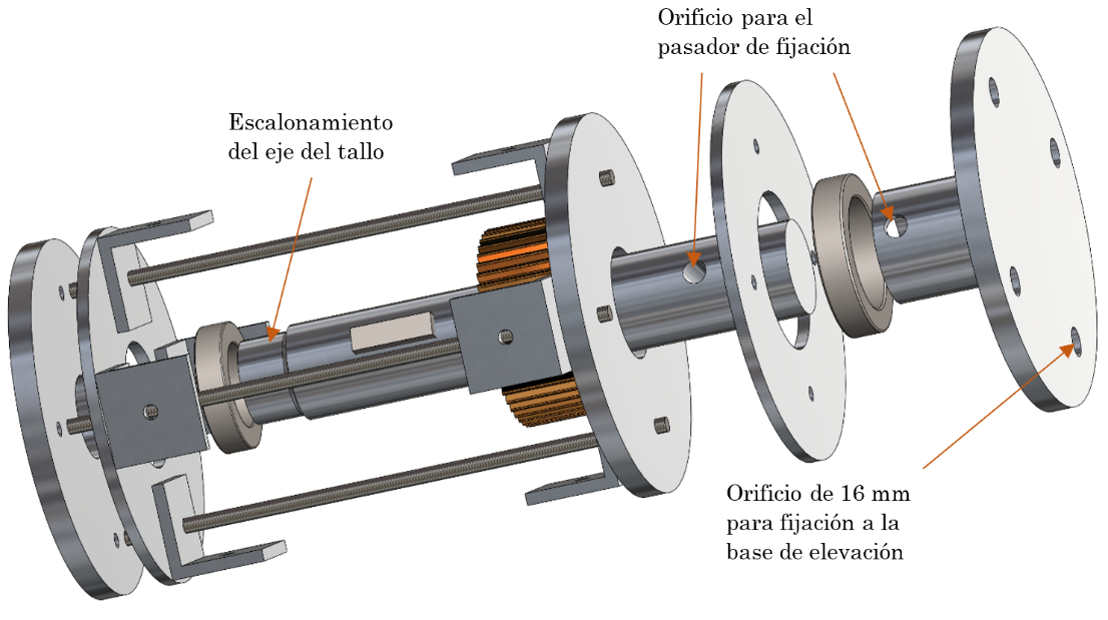 Orificio para el
pasador de fijación
Escalonamiento
del eje del tallo
Orificio de 16 mm
para fijación a la
base de elevación